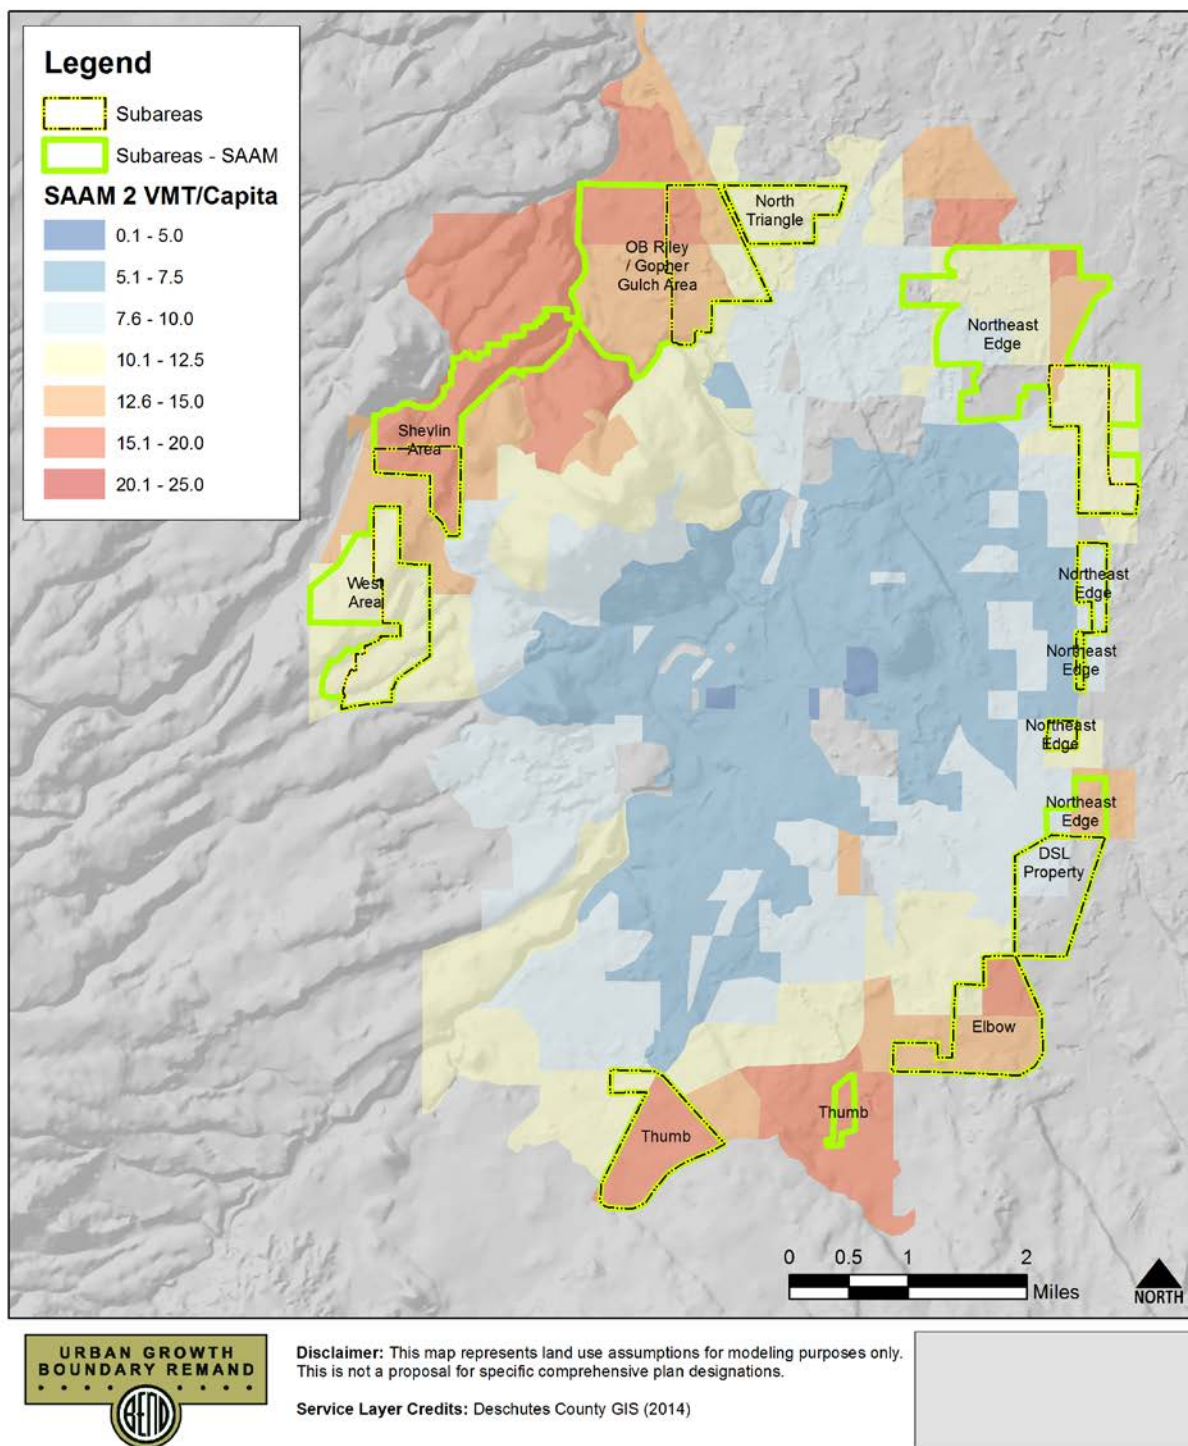 Legend
Subareas
Subareas - SAAM
SAAM 2 VMT/Capita
0.1 - 5.0
5.1 - 7.5
7.6 - 10.0
10.1 - 12.5
12.6 - 15.0
15.1 - 20.0
20.1 - 25.0
North
Triangle
OB Riley
/ Gopher
Gulch Area
Northeast
Edge
Shevlin
Area
West
Area
Northeast
Edge
Northeast
Edge
Northeast
Edge
Northeast
Edge
DSL
Property
Elbow
Thumb
Thumb
0 0.5 1 2
Miles
NORTH
URBAN GROWTH
BOUNDARY REMAND
BEND
Disclaimer: This map represents land use assumptions for modeling purposes only.
This is not a proposal for specific comprehensive plan designations.
Service Layer Credits: Deschutes County GIS (2014)